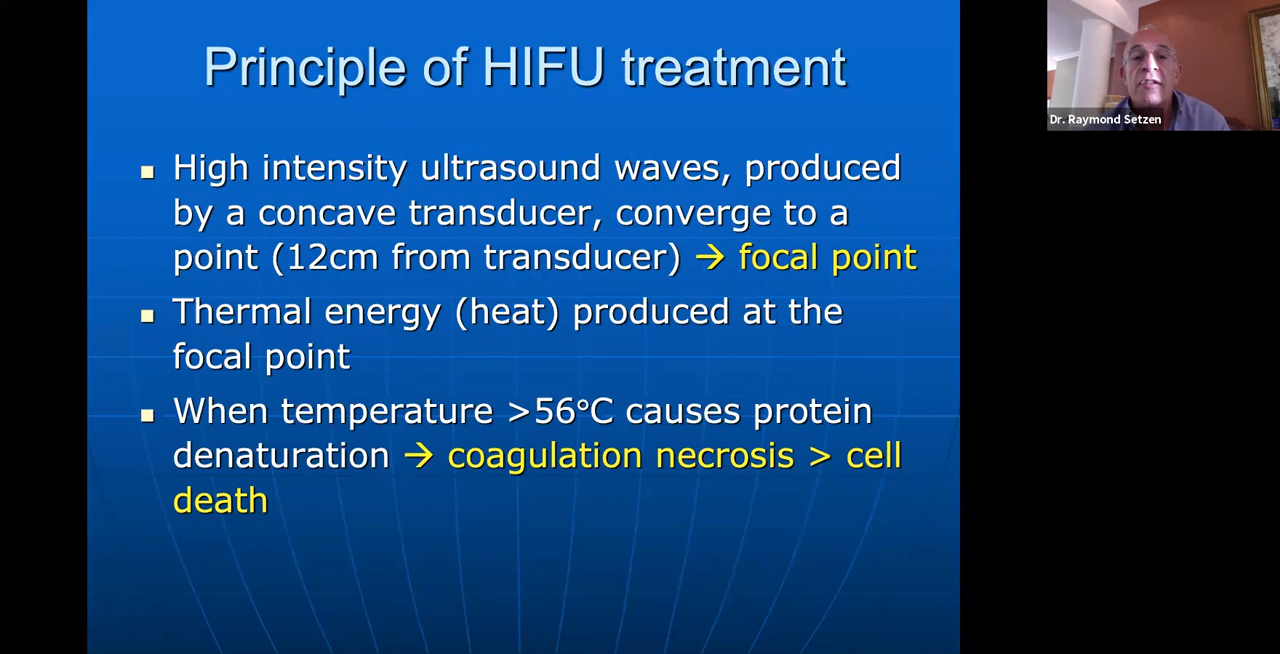 Principle of HIFU treatment
High intensity ultrasound waves, produced
by a concave transducer, converge to a
point (12cm from transducer) → focal point
Thermal energy (heat) produced at the
focal point
When temperature >56°C causes protein
denaturation → coagulation necrosis > cell
death
Dr. Raymond Setzen